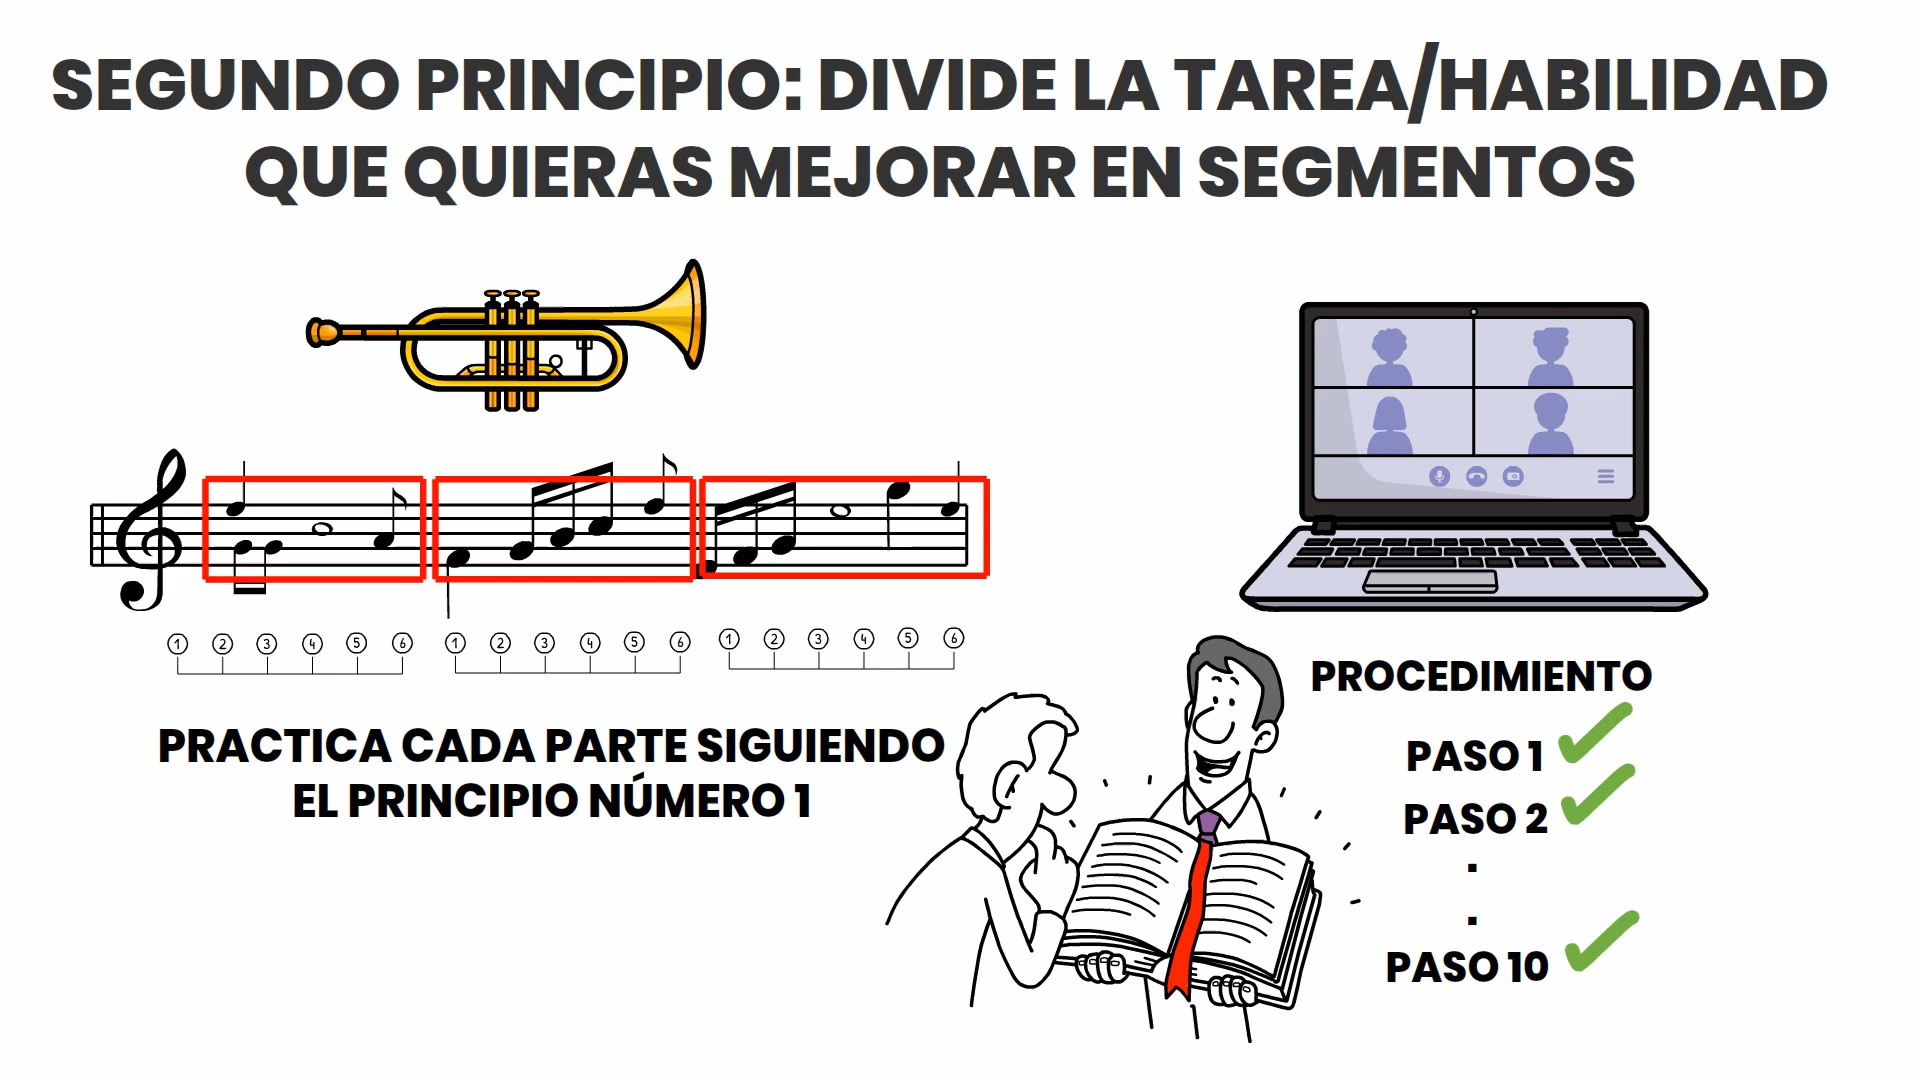 SEGUNDO PRINCIPIO: DIVIDE LA TAREA/HABILIDAD
QUE QUIERAS MEJORAR EN SEGMENTOS
1 2 3 4 5 6 1 2 3 4 5 6 1 2 3 4 5 6
PRACTICA CADA PARTE SIGUIENDO
EL PRINCIPIO NÚMERO 1
PROCEDIMIENTO
PASO 1
PASO 2
.
.
PASO 10